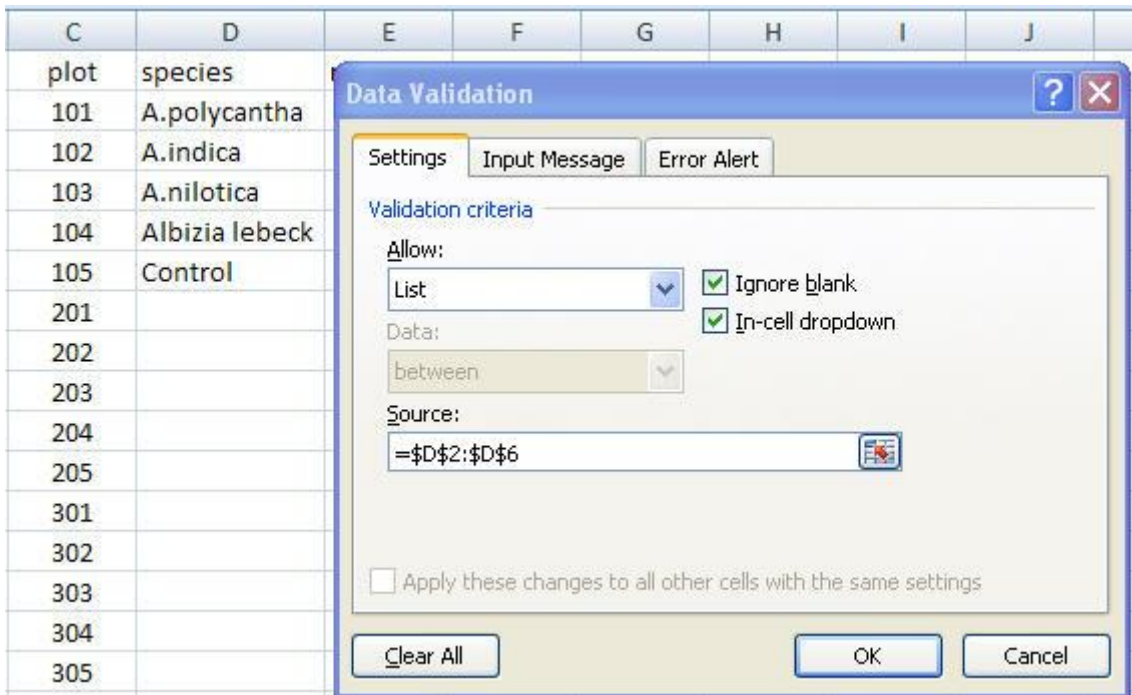 C D E F G H I J
plot species
101 A.polycantha
102 A.indica
103 A.nilotica
104 Albizia lebeck
105 Control
201
202
203
204
205
301
302
303
304
305
Data Validation
Settings Input Message Error Alert
Validation criteria
Allow:
List
Ignore blank
In-cell dropdown
Data:
between
Source:
=$D$2:$D$6
Apply these changes to all other cells with the same settings
Clear All OK Cancel